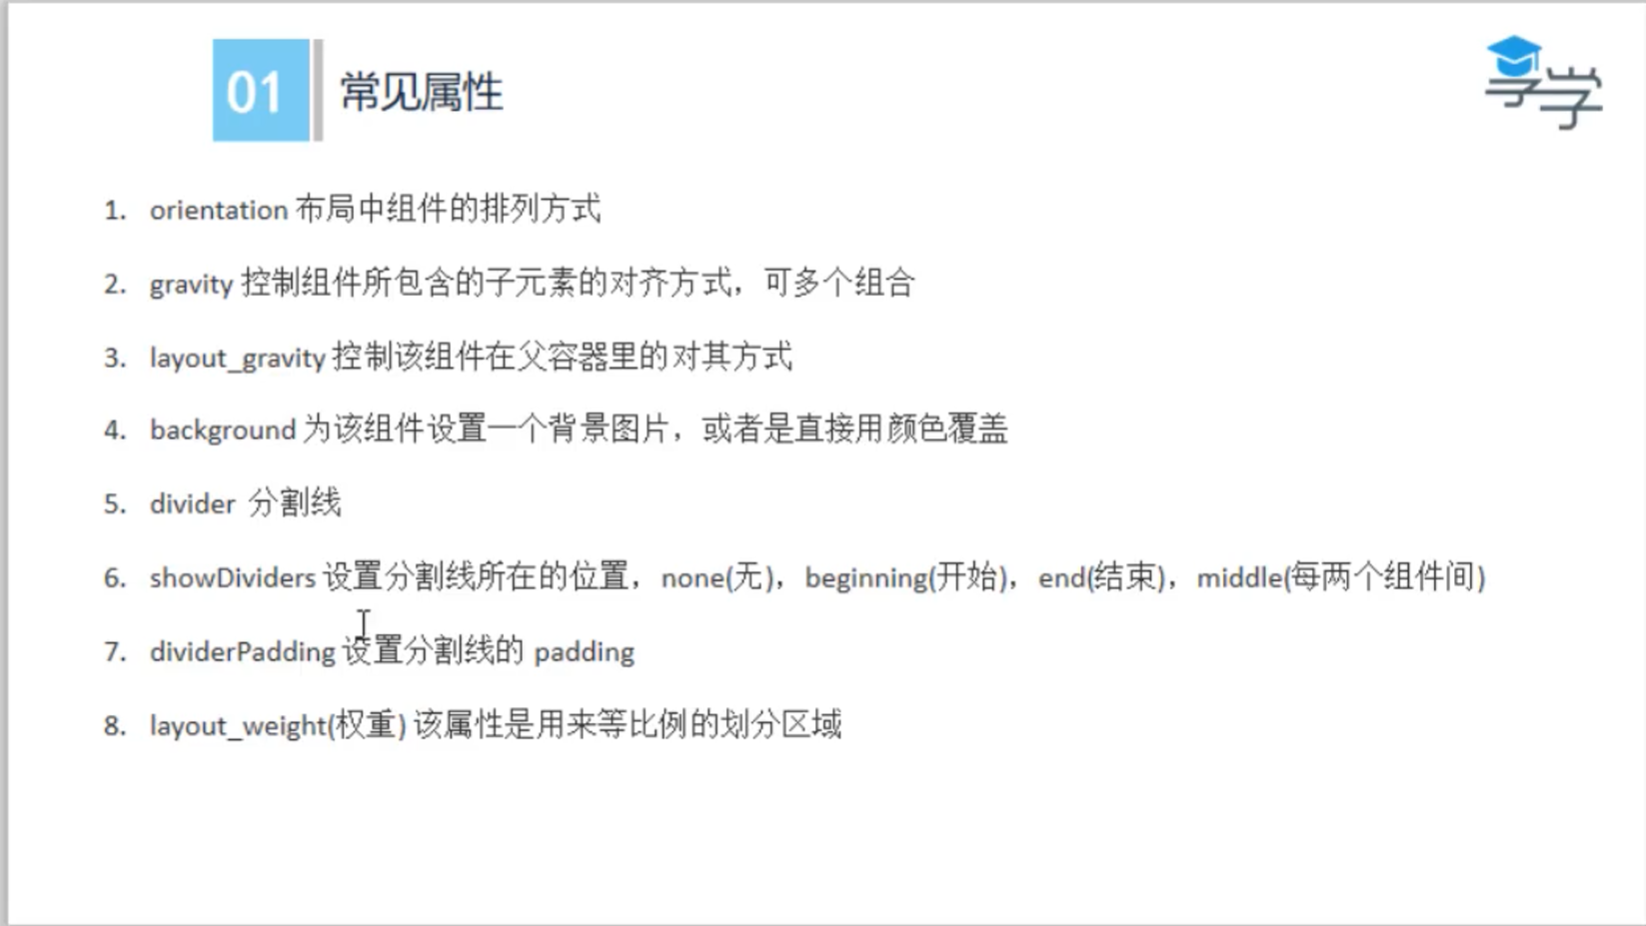 01 常见属性
享学
1. orientation 布局中组件的排列方式
2. gravity 控制组件所包含的子元素的对齐方式，可多个组合
3. layout_gravity 控制该组件在父容器里的对其方式
4. background 为该组件设置一个背景图片，或者是直接用颜色覆盖
5. divider 分割线
6. showDividers 设置分割线所在的位置，none(无)，beginning(开始)，end(结束)，middle(每两个组件间)
7. dividerPadding 设置分割线的 padding
8. layout_weight(权重) 该属性是用来等比例的划分区域